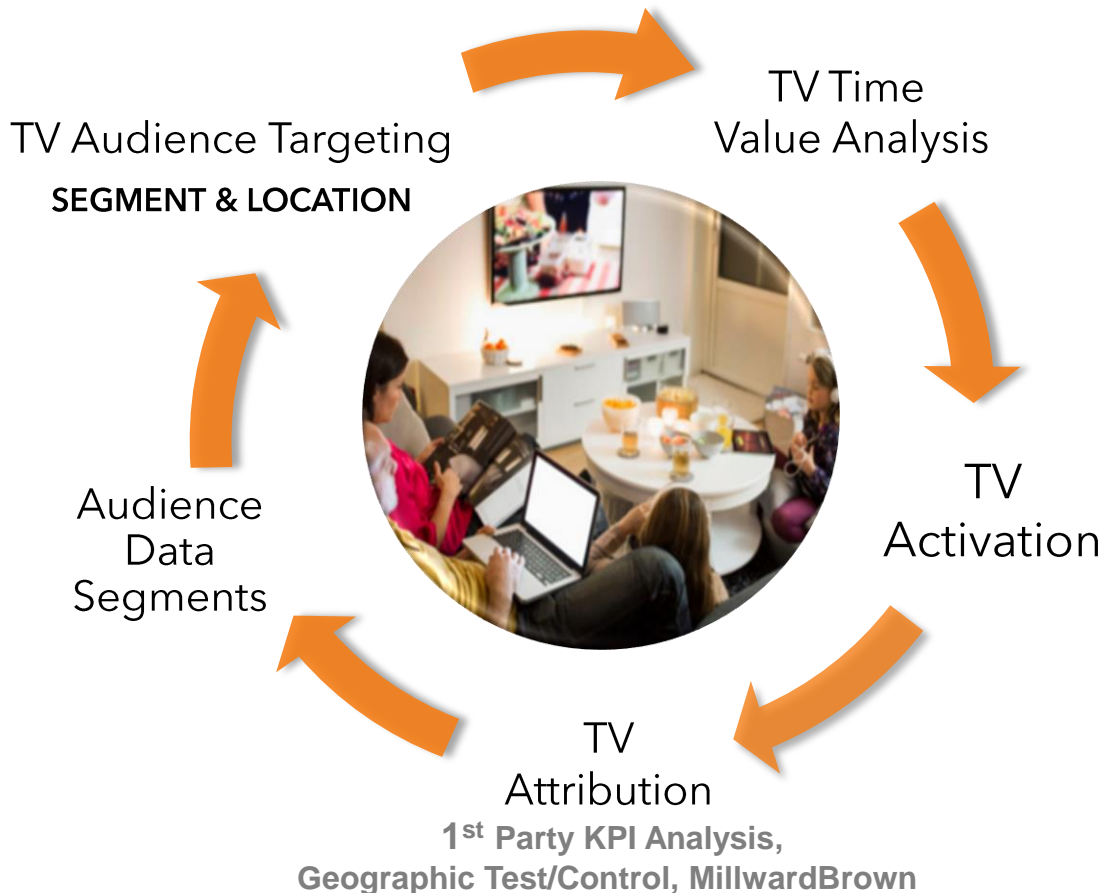 TV Audience Targeting
SEGMENT & LOCATION
TV Time
Value Analysis
TV
Activation
TV
Attribution
1st Party KPI Analysis,
Geographic Test/Control, MillwardBrown
Audience
Data
Segments